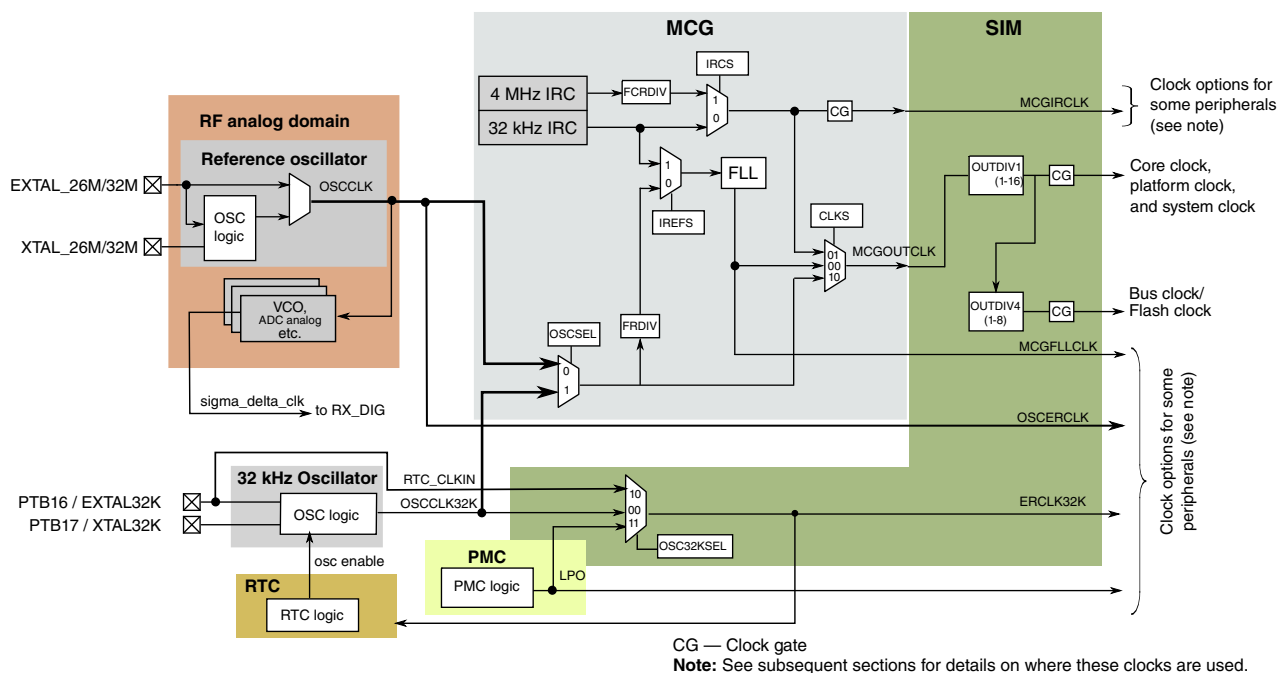 MCG
SIM
IRCS
4 MHz IRC
FCRDIV
1
0
32 kHz IRC
CG
MCGIRCLK
Clock options for
some peripherals
(see note)
RF analog domain
Reference oscillator
EXTAL_26M/32M
OSCCLK
OSC
logic
XTAL_26M/32M
1
0
FLL
IREFS
OUTDIV1
(1-16)
CG
Core clock,
platform clock,
and system clock
CLKS
01
00
10
MCGOUTCLK
VCO,
ADC analog
etc.
OUTDIV4
(1-8)
CG
Bus clock/
Flash clock
OSCSEL
FRDIV
0
1
MCGFLLCLK
sigma_delta_clk
to RX_DIG
OSCERCLK
Clock options for some
peripherals (see note)
32 kHz Oscillator
RTC_CLKIN
PTB16 / EXTAL32K
OSC logic
OSCCLK32K
PTB17 / XTAL32K
10
00
11
ERCLK32K
OSC32KSEL
osc enable
PMC
LPO
PMC logic
RTC
RTC logic
CG — Clock gate
Note: See subsequent sections for details on where these clocks are used.